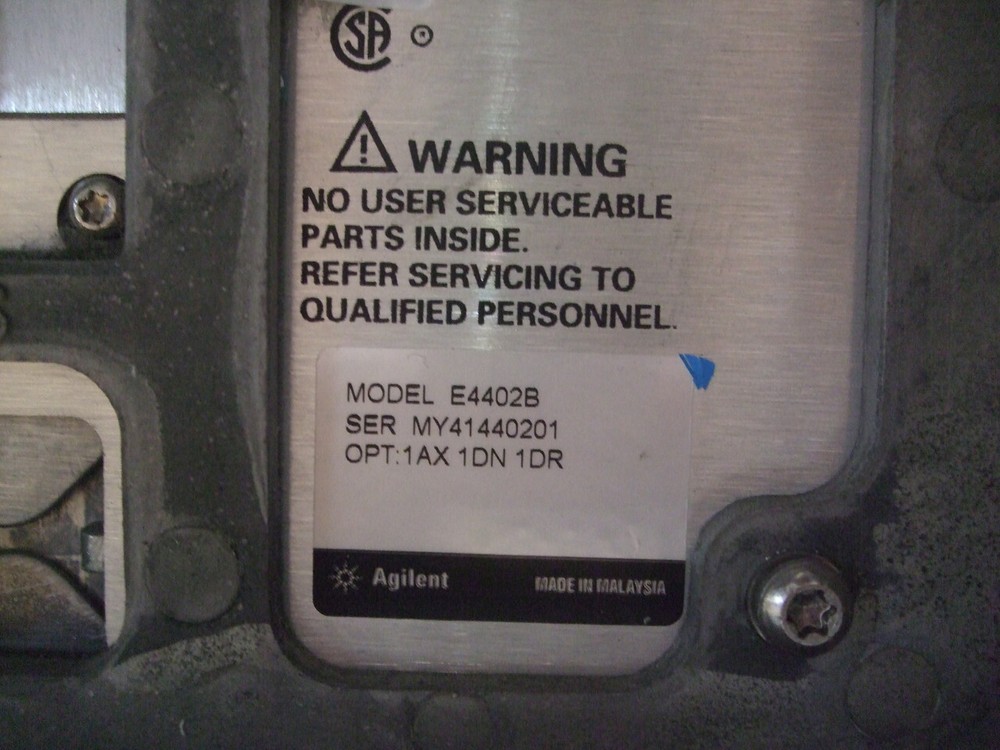 CSA
WARNING
NO USER SERVICEABLE
PARTS INSIDE.
REFER SERVICING TO
QUALIFIED PERSONNEL.
MODEL E4402B
SER MY41440201
OPT:1AX 1DN 1DR
Agilent
MADE IN MALAYSIA